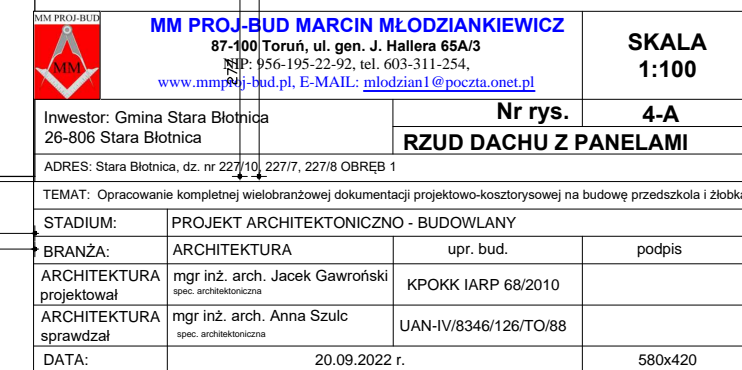 MM PROJ-BUD
MM
MM PROJ-BUD MARCIN MŁODZIANKIEWICZ
87-100 Toruń, ul. gen. J. Hallera 65A/3
NIP: 956-195-22-92, tel. 603-311-254,
www.mmproj-bud.pl, E-MAIL: mlodzian1@poczta.onet.pl
277
SKALA
1:100
Inwestor: Gmina Stara Błotnica
26-806 Stara Błotnica
Nr rys.
4-A
RZUD DACHU Z PANELAMI
ADRES: Stara Błotnica, dz. nr 227/10, 227/7, 227/8 OBRĘB 1
TEMAT: Opracowanie kompletnej wielobranżowej dokumentacji projektowo-kosztorysowej na budowę przedszkola i żłobka
STADIUM:
PROJEKT ARCHITEKTONICZNO - BUDOWLANY
BRANŻA:
ARCHITEKTURA
upr. bud.
podpis
ARCHITEKTURA
projektował
mgr inż. arch. Jacek Gawroński
spec. architektoniczna
KPOKK IARP 68/2010
ARCHITEKTURA
sprawdzał
mgr inż. arch. Anna Szulc
spec. architektoniczna
UAN-IV/8346/126/TO/88
DATA:
20.09.2022 r.
580x420